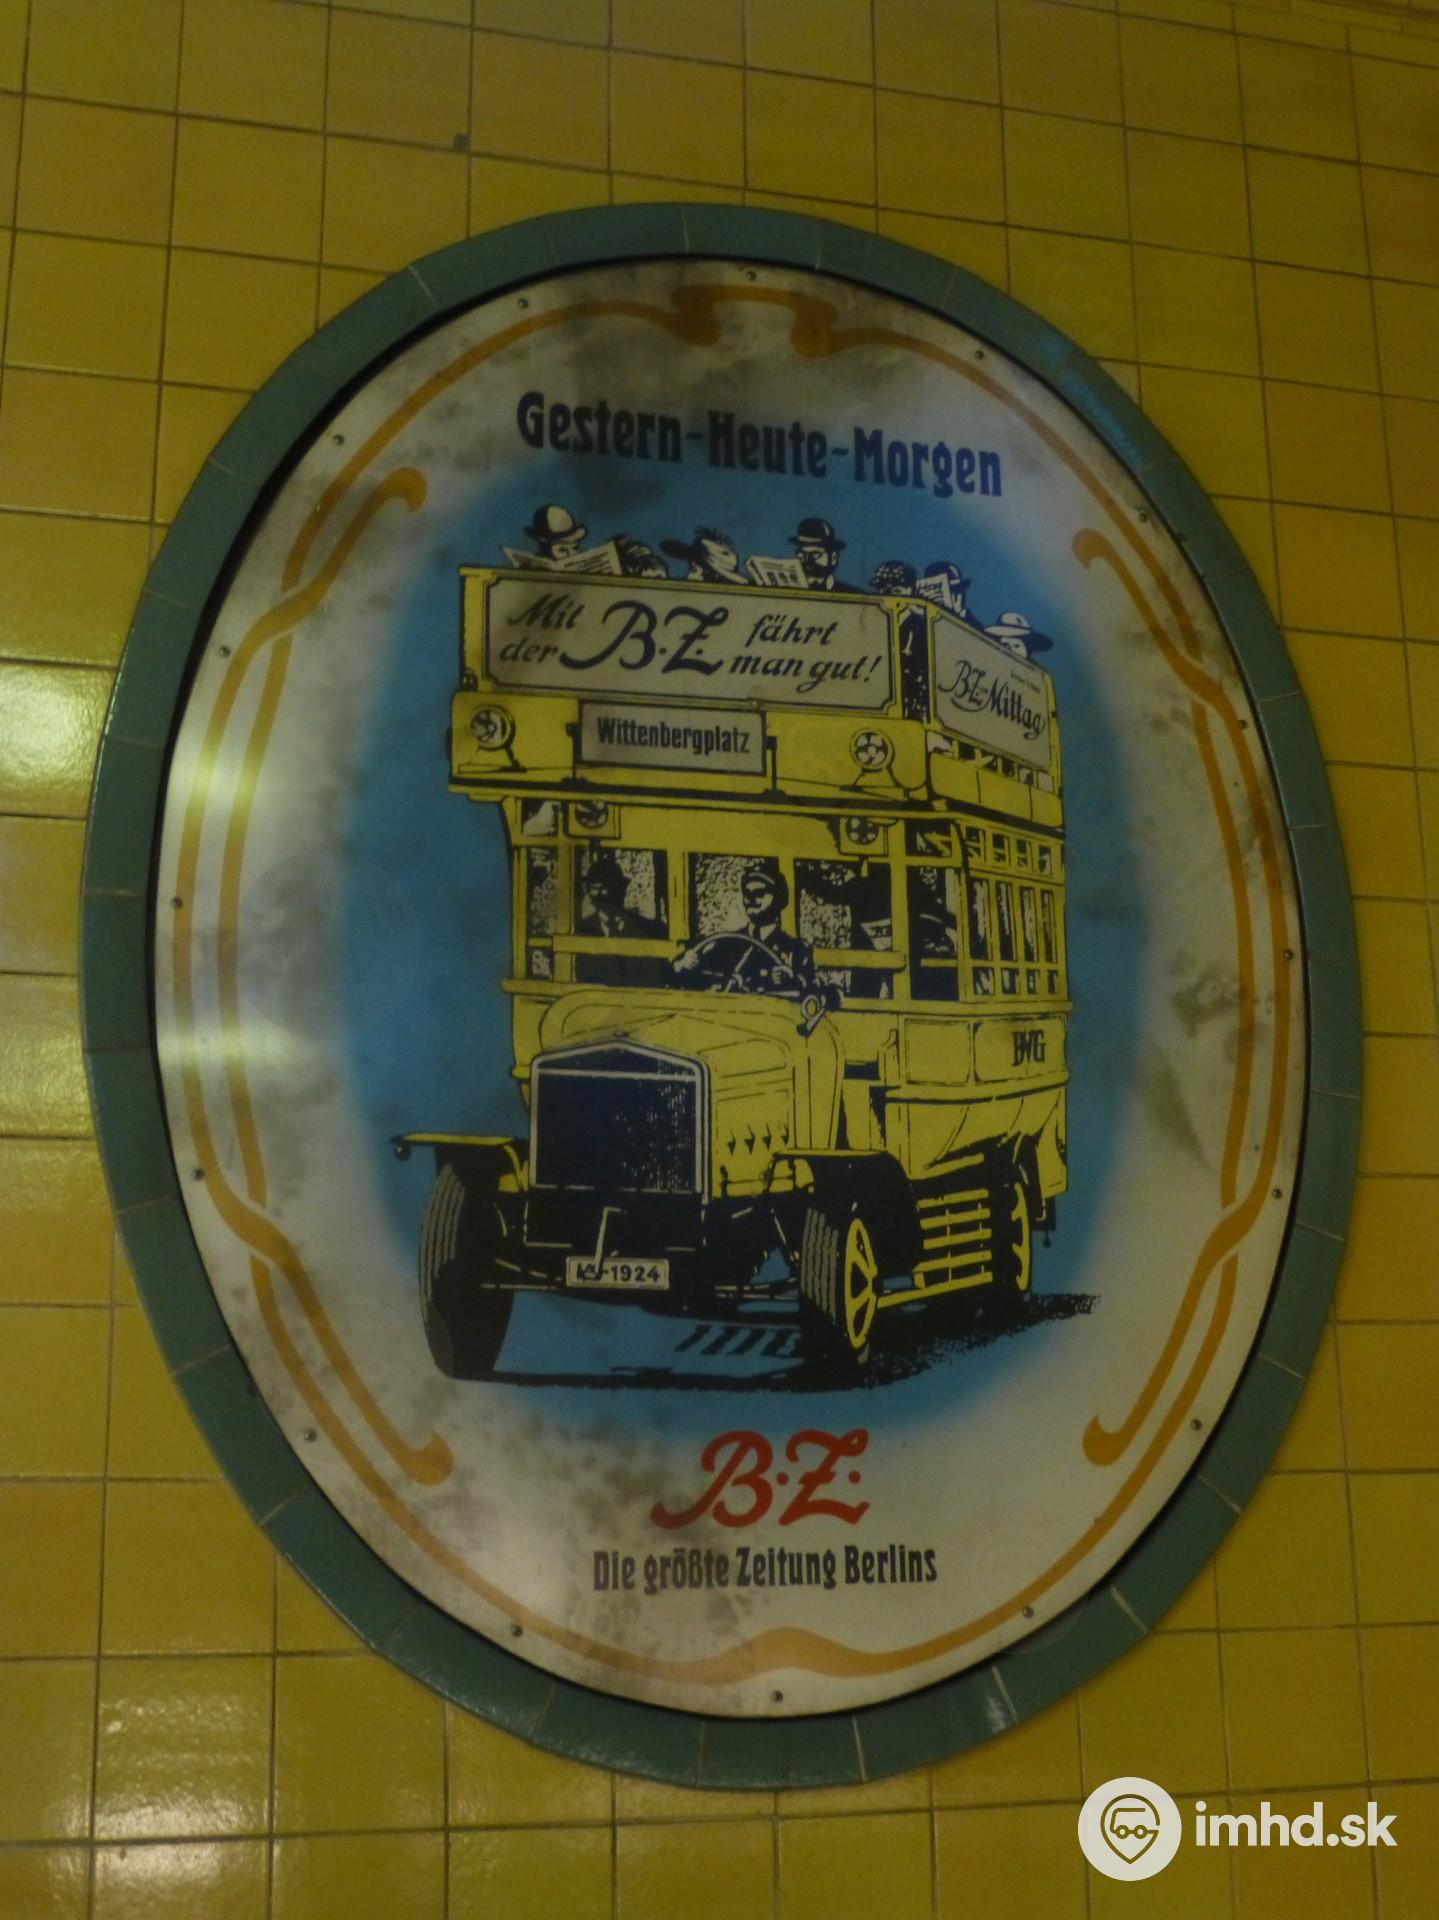 Gestern-Heute-Morgen
Mit der B.Z. fährt man gut!
B.Z. am Mittag
Wittenbergplatz
BVG
-1924
B.Z.
Die größte Zeitung Berlins
imhd.sk